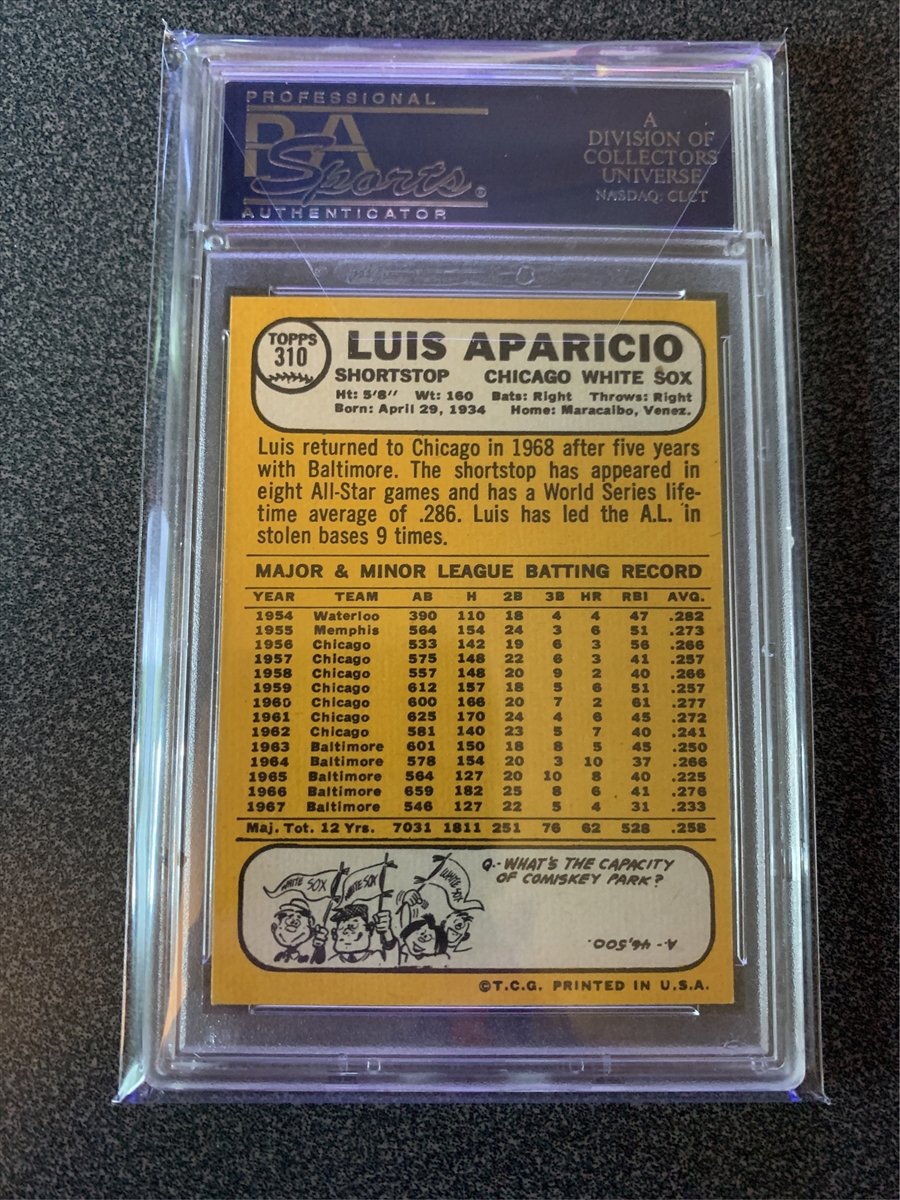 PROFESSIONAL
PSA
Sports®
AUTHENTICATOR
A
DIVISION OF
COLLECTORS
UNIVERSE
NASDAQ: CLCT
TOPPS
310
LUIS APARICIO
SHORTSTOP CHICAGO WHITE SOX
Ht: 5'8" Wt: 160 Bats: Right Throws: Right
Born: April 29, 1934 Home: Maracaibo, Venez.
Luis returned to Chicago in 1968 after five years
with Baltimore. The shortstop has appeared in
eight All-Star games and has a World Series life-
time average of .286. Luis has led the A.L. in
stolen bases 9 times.
MAJOR & MINOR LEAGUE BATTING RECORD
YEAR TEAM AB H 2B 3B HR RBI AVG.
1954 Waterloo 390 110 18 4 4 47 .282
1955 Memphis 564 154 24 3 6 51 .273
1956 Chicago 533 142 19 6 3 56 .266
1957 Chicago 575 148 22 6 3 41 .257
1958 Chicago 557 148 20 9 2 40 .266
1959 Chicago 612 157 18 5 6 51 .257
1960 Chicago 600 166 20 7 2 61 .277
1961 Chicago 625 170 24 4 6 45 .272
1962 Chicago 581 140 23 5 7 40 .241
1963 Baltimore 601 150 18 8 5 45 .250
1964 Baltimore 578 154 20 3 10 37 .266
1965 Baltimore 564 127 20 10 8 40 .225
1966 Baltimore 659 182 25 8 6 41 .276
1967 Baltimore 546 127 22 5 4 31 .233
Maj. Tot. 12 Yrs. 7031 1811 251 76 62 528 .258
WHITE SOX WHITE SOX WHITE SOX
Q.- WHAT'S THE CAPACITY
OF COMISKEY PARK?
A- 46,500.
©T.C.G. PRINTED IN U.S.A.